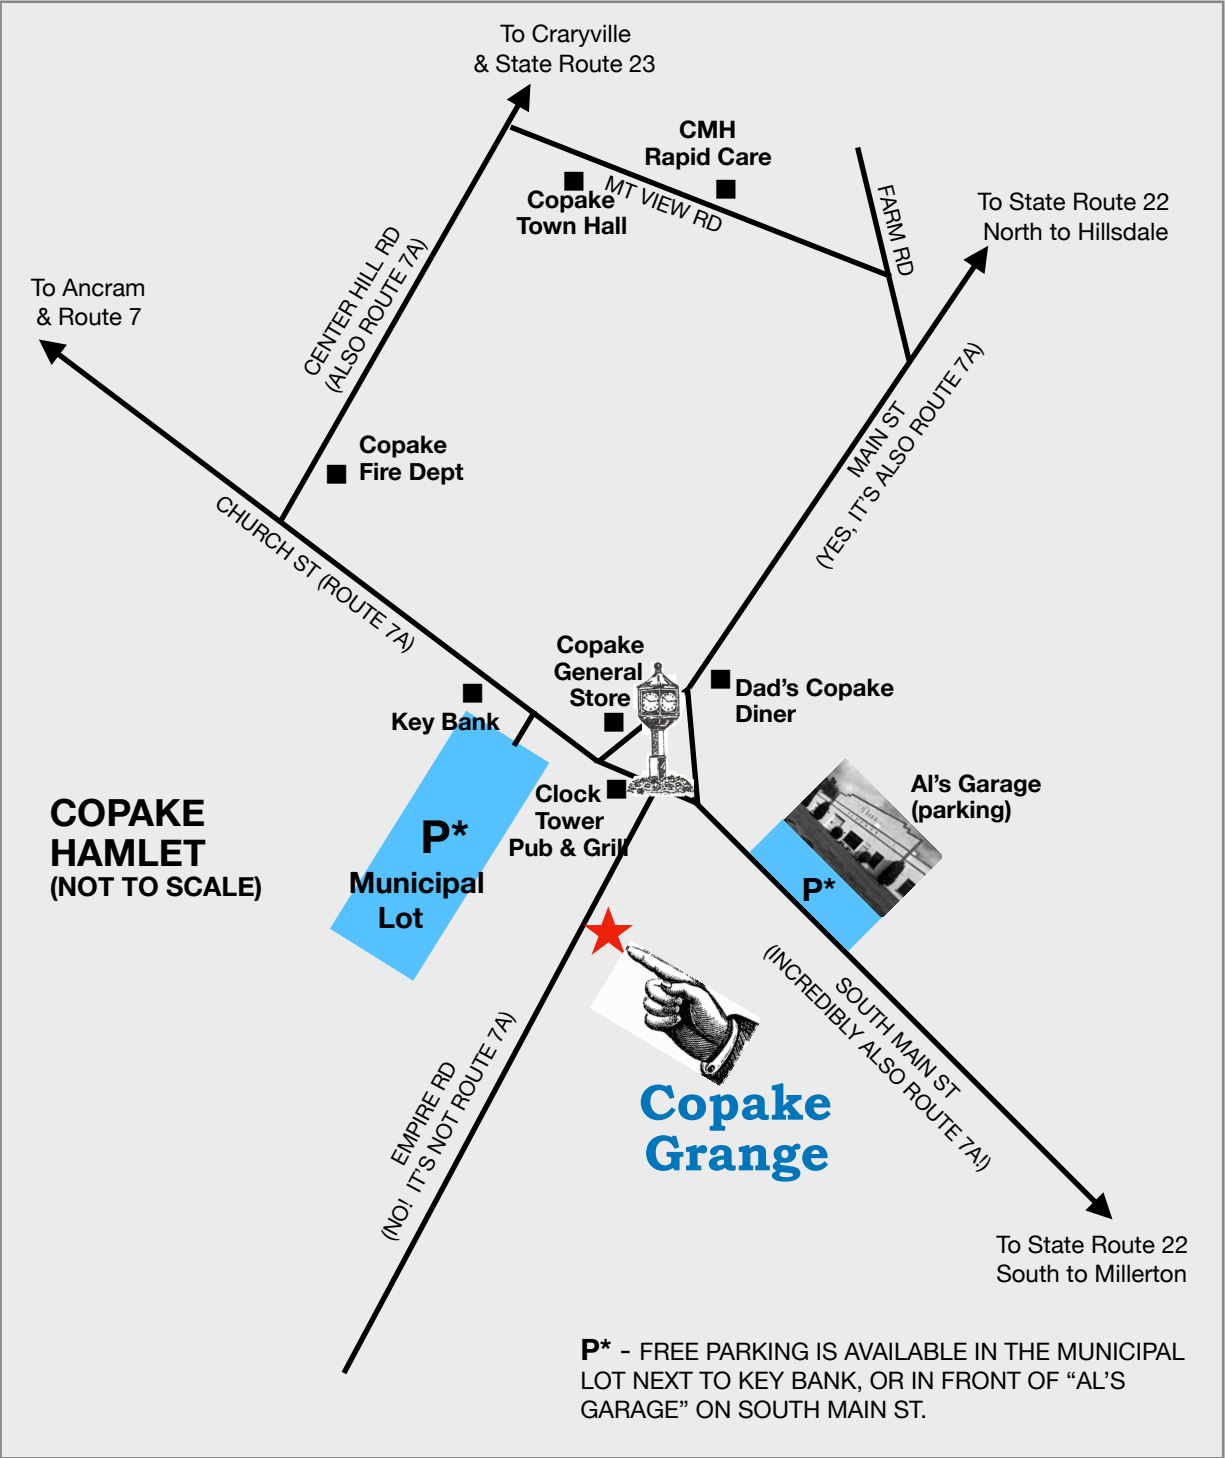 To Craryville
& State Route 23
CMH
Rapid Care
Copake
Town Hall
MT VIEW RD
FARM RD
To State Route 22
North to Hillsdale
To Ancram
& Route 7
CENTER HILL RD
(ALSO ROUTE 7A)
MAIN ST
(YES, IT'S ALSO ROUTE 7A)
Copake
Fire Dept
CHURCH ST (ROUTE 7A)
Copake
General
Store
Dad's Copake
Diner
Key Bank
Al's Garage
(parking)
Clock
Tower
Pub & Grill
COPAKE
HAMLET
(NOT TO SCALE)
P*
Municipal
Lot
P*
SOUTH MAIN ST
(INCREDIBLY ALSO ROUTE 7A!)
EMPIRE RD
(NO! IT'S NOT ROUTE 7A)
Copake
Grange
To State Route 22
South to Millerton
P* - FREE PARKING IS AVAILABLE IN THE MUNICIPAL
LOT NEXT TO KEY BANK, OR IN FRONT OF “AL'S
GARAGE” ON SOUTH MAIN ST.